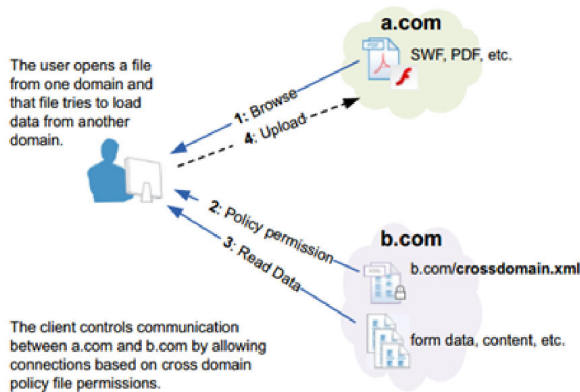 a.com
SWF, PDF, etc.
The user opens a file
from one domain and
that file tries to load
data from another
domain.
1: Browse
4: Upload
2: Policy permission
3: Read Data
b.com
b.com/crossdomain.xml
form data, content, etc.
The client controls communication
between a.com and b.com by allowing
connections based on cross domain
policy file permissions.